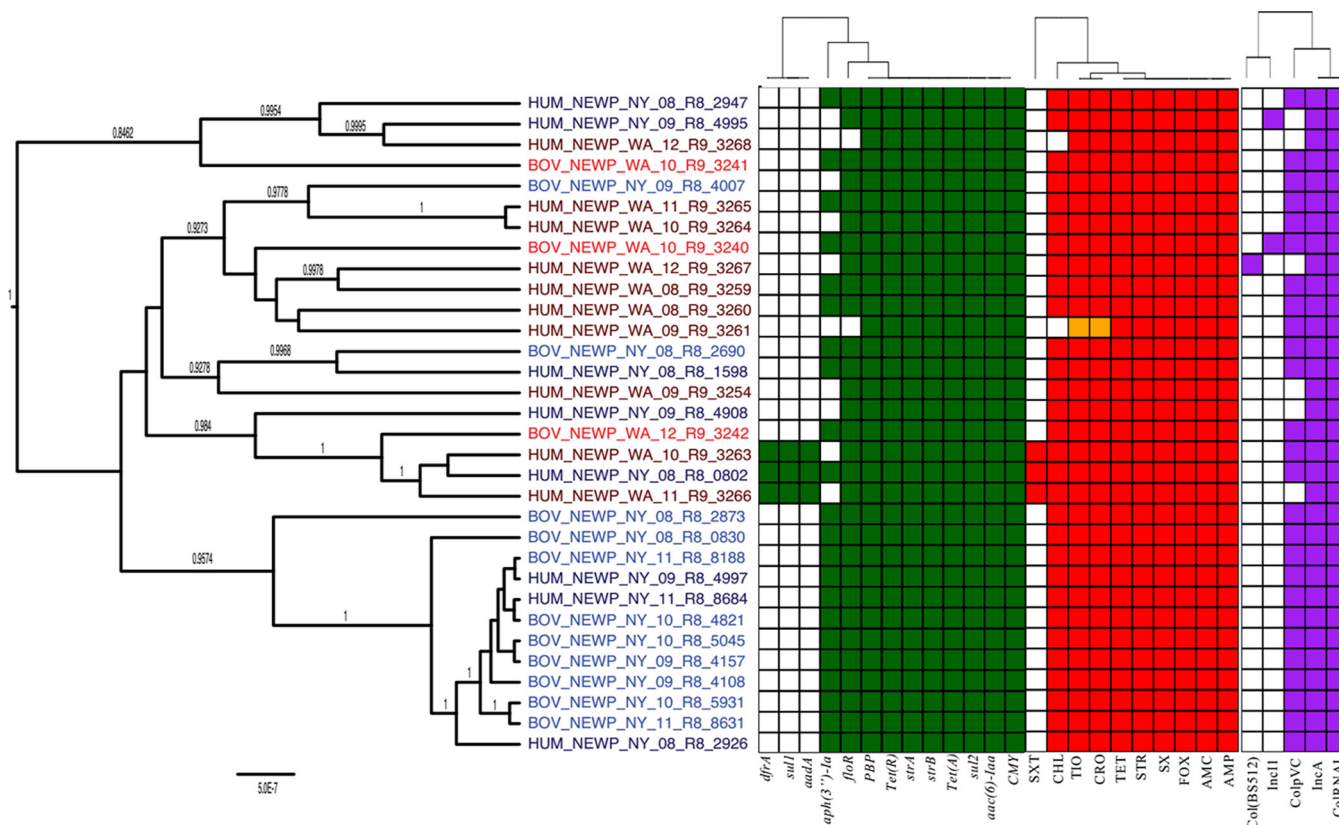 HUM_NEWP_NY_08_R8_2947
0.9954
HUM_NEWP_NY_09_R8_4995
0.9995
0.8462
HUM_NEWP_WA_12_R9_3268
BOV_NEWP_WA_10_R9_3241
BOV_NEWP_NY_09_R8_4007
0.9778
HUM_NEWP_WA_11_R9_3265
1
HUM_NEWP_WA_10_R9_3264
0.9273
BOV_NEWP_WA_10_R9_3240
HUM_NEWP_WA_12_R9_3267
0.9978
HUM_NEWP_WA_08_R9_3259
1
HUM_NEWP_WA_08_R9_3260
HUM_NEWP_WA_09_R9_3261
BOV_NEWP_NY_08_R8_2690
0.9968
HUM_NEWP_NY_08_R8_1598
0.9278
HUM_NEWP_WA_09_R9_3254
HUM_NEWP_NY_09_R8_4908
0.984
BOV_NEWP_WA_12_R9_3242
1
HUM_NEWP_WA_10_R9_3263
HUM_NEWP_NY_08_R8_0802
1
HUM_NEWP_WA_11_R9_3266
BOV_NEWP_NY_08_R8_2873
BOV_NEWP_NY_08_R8_0830
0.9574
BOV_NEWP_NY_11_R8_8188
HUM_NEWP_NY_09_R8_4997
HUM_NEWP_NY_11_R8_8684
1
BOV_NEWP_NY_10_R8_4821
BOV_NEWP_NY_10_R8_5045
BOV_NEWP_NY_09_R8_4157
1
BOV_NEWP_NY_09_R8_4108
BOV_NEWP_NY_10_R8_5931
1
1
BOV_NEWP_NY_11_R8_8631
HUM_NEWP_NY_08_R8_2926
5.0E-7
dfrA
sul1
aadA
aph(3'')-Ia
floR
PBP
Tet(R)
strA
strB
Tet(A)
sul2
aac(6)-Iaa
CMY
SXT
CHL
TIO
CRO
TET
STR
SX
FOX
AMC
AMP
Col(BS512)
IncI1
ColpVC
IncA
ColRNAI